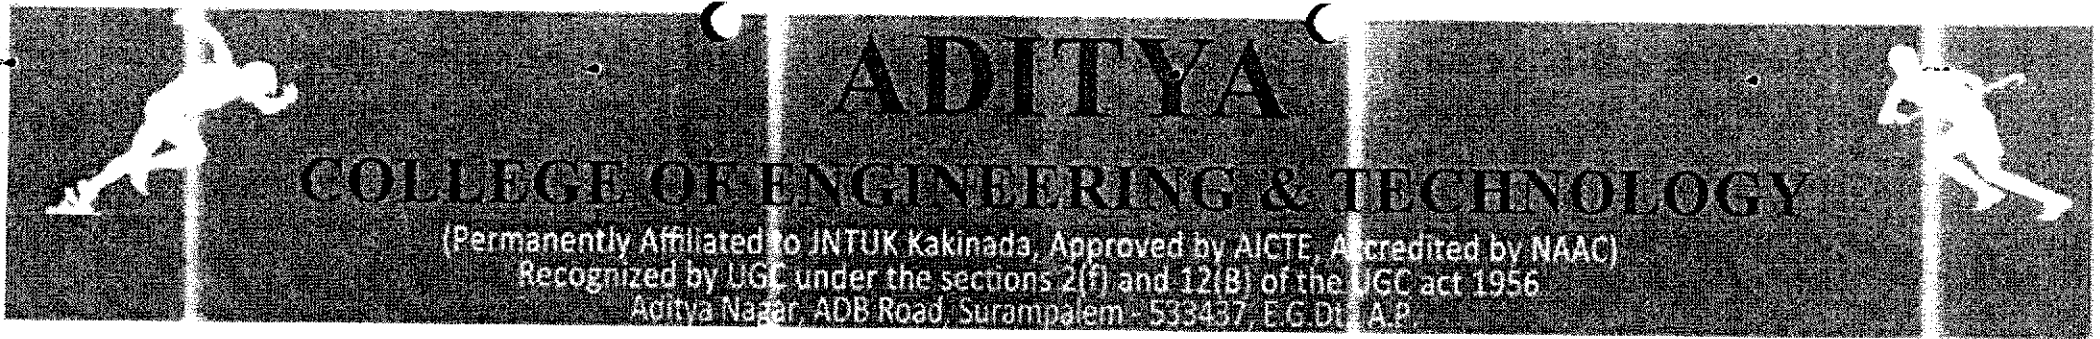 ADITYA
COLLEGE OF ENGINEERING & TECHNOLOGY
(Permanently Affiliated to JNTUK Kakinada, Approved by AICTE, Accredited by NAAC)
Recognized by UGC under the sections 2(f) and 12(B) of the UGC act 1956
Aditya Nagar, ADB Road, Surampalem - 533437, E.G.Dt., A.P.